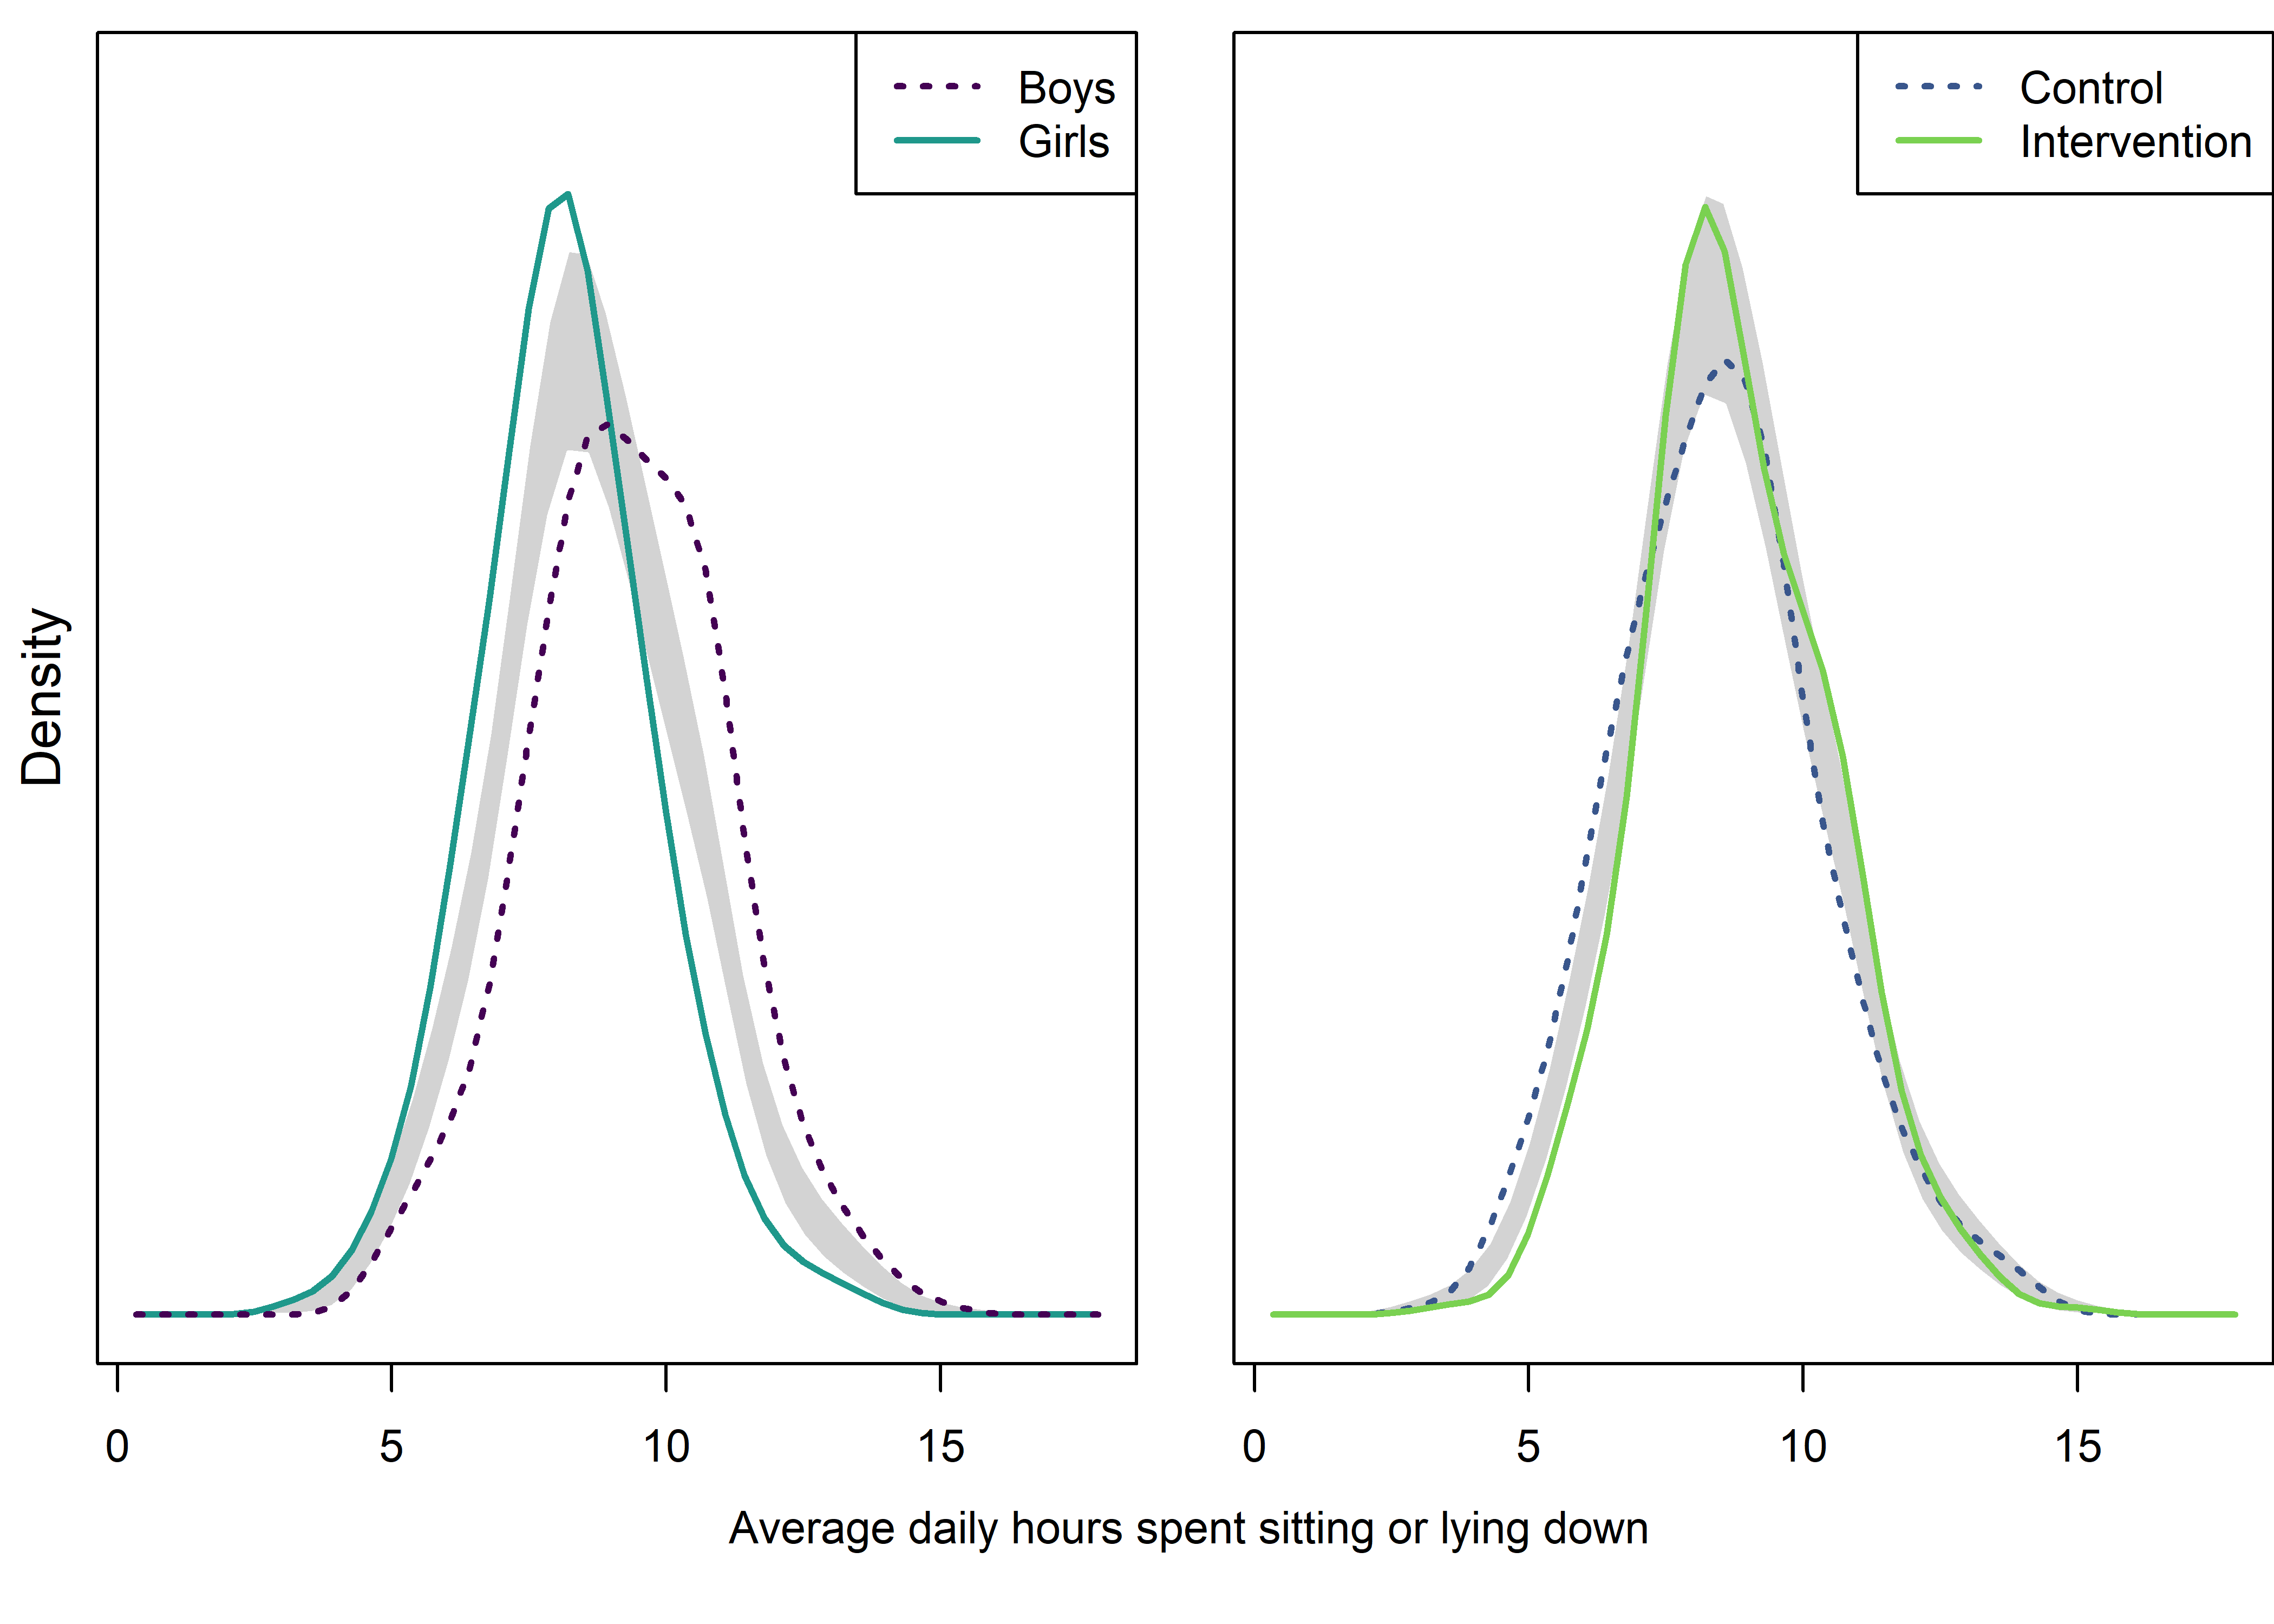 Boys
Girls
Control
Intervention
Density
0 5 10 15
0 5 10 15
Average daily hours spent sitting or lying down